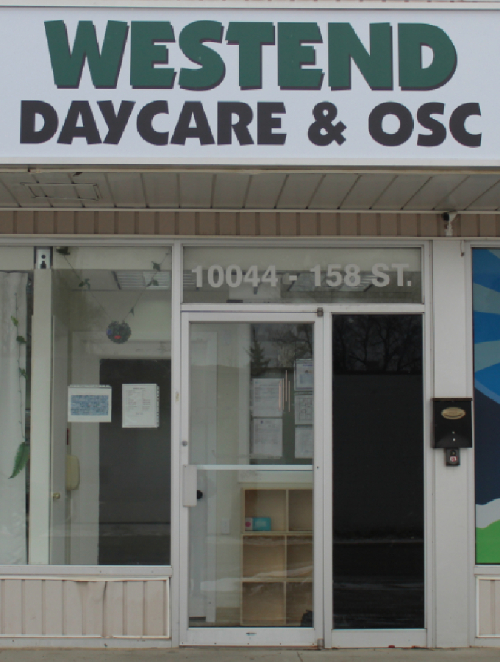 WESTEND
DAYCARE & OSC
10044 - 158 ST.